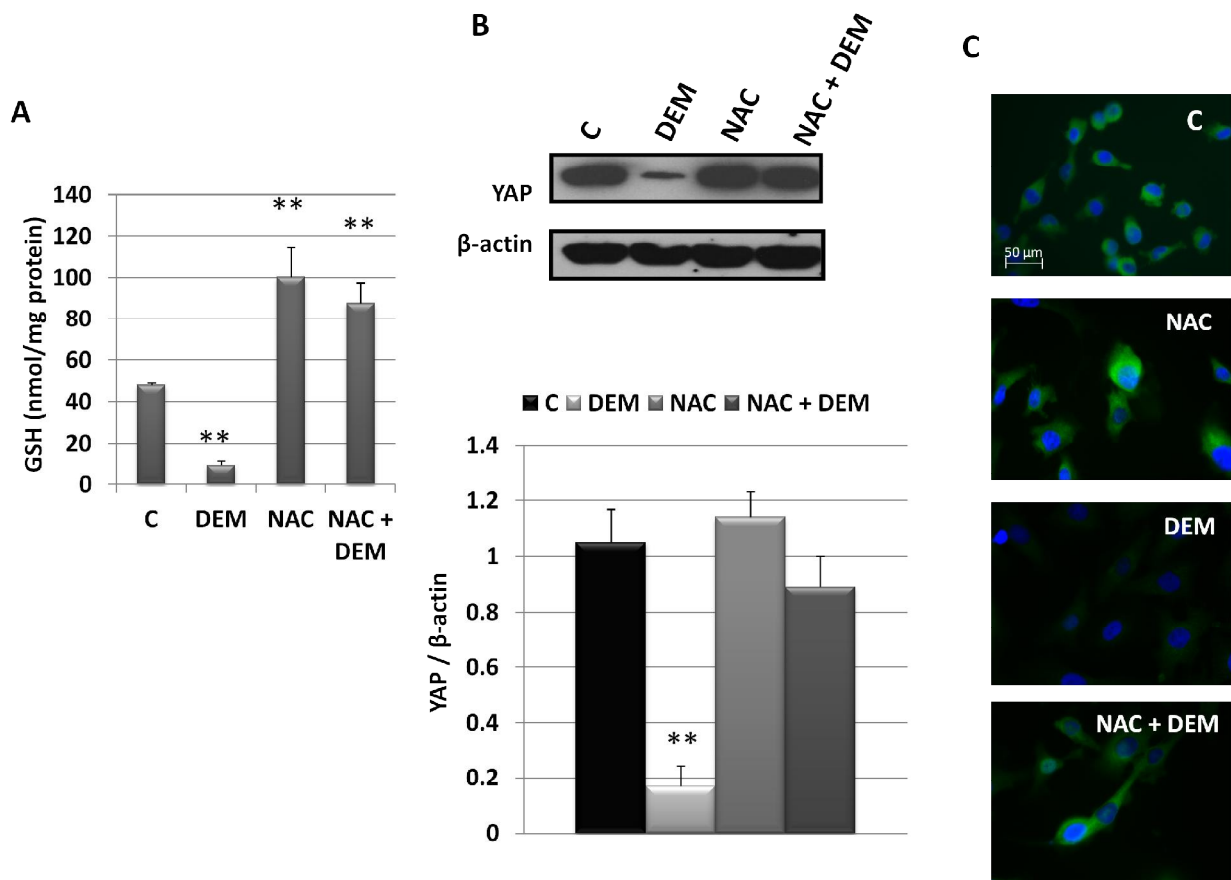 A
GSH (nmol/mg protein)
140
120
100
80
60
40
20
0
**
**
**
C
DEM
NAC
NAC +
DEM
B
C
DEM
NAC
NAC + DEM
YAP
β-actin
C DEM NAC NAC + DEM
YAP / β-actin
1.4
1.2
1
0.8
0.6
0.4
0.2
0
**
C
C
50 µm
NAC
DEM
NAC + DEM